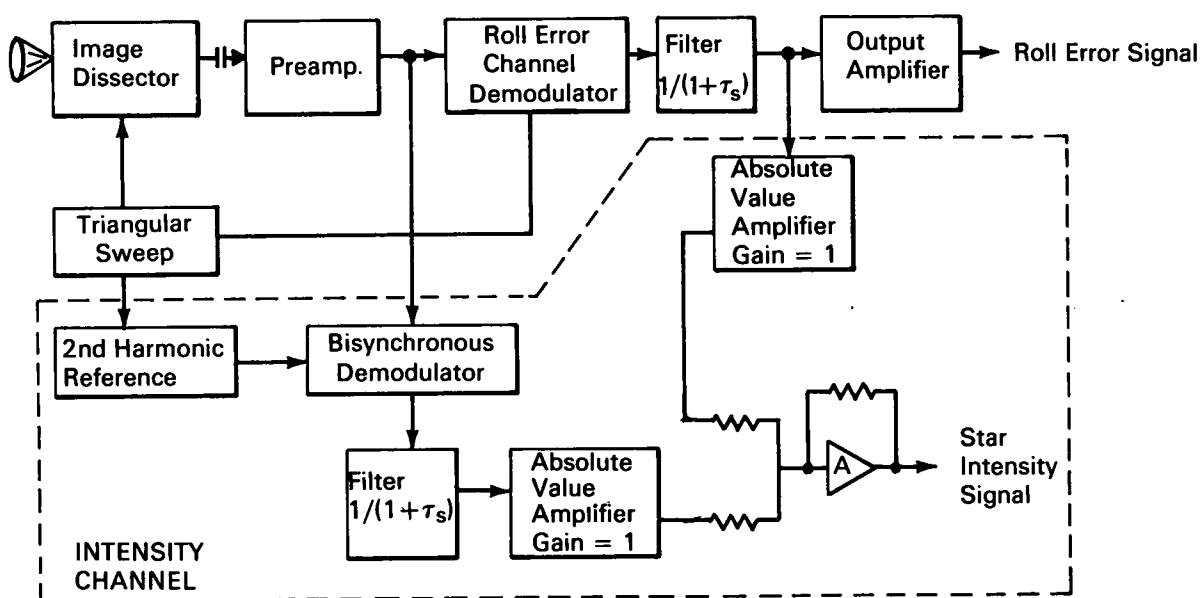 Image
Dissector
Preamp.
Roll Error
Channel
Demodulator
Filter
1/(1+τs)
Output
Amplifier
Roll Error Signal
Triangular
Sweep
Absolute
Value
Amplifier
Gain = 1
2nd Harmonic
Reference
Bisynchronous
Demodulator
Filter
1/(1+τs)
Absolute
Value
Amplifier
Gain = 1
A
Star
Intensity
Signal
INTENSITY
CHANNEL